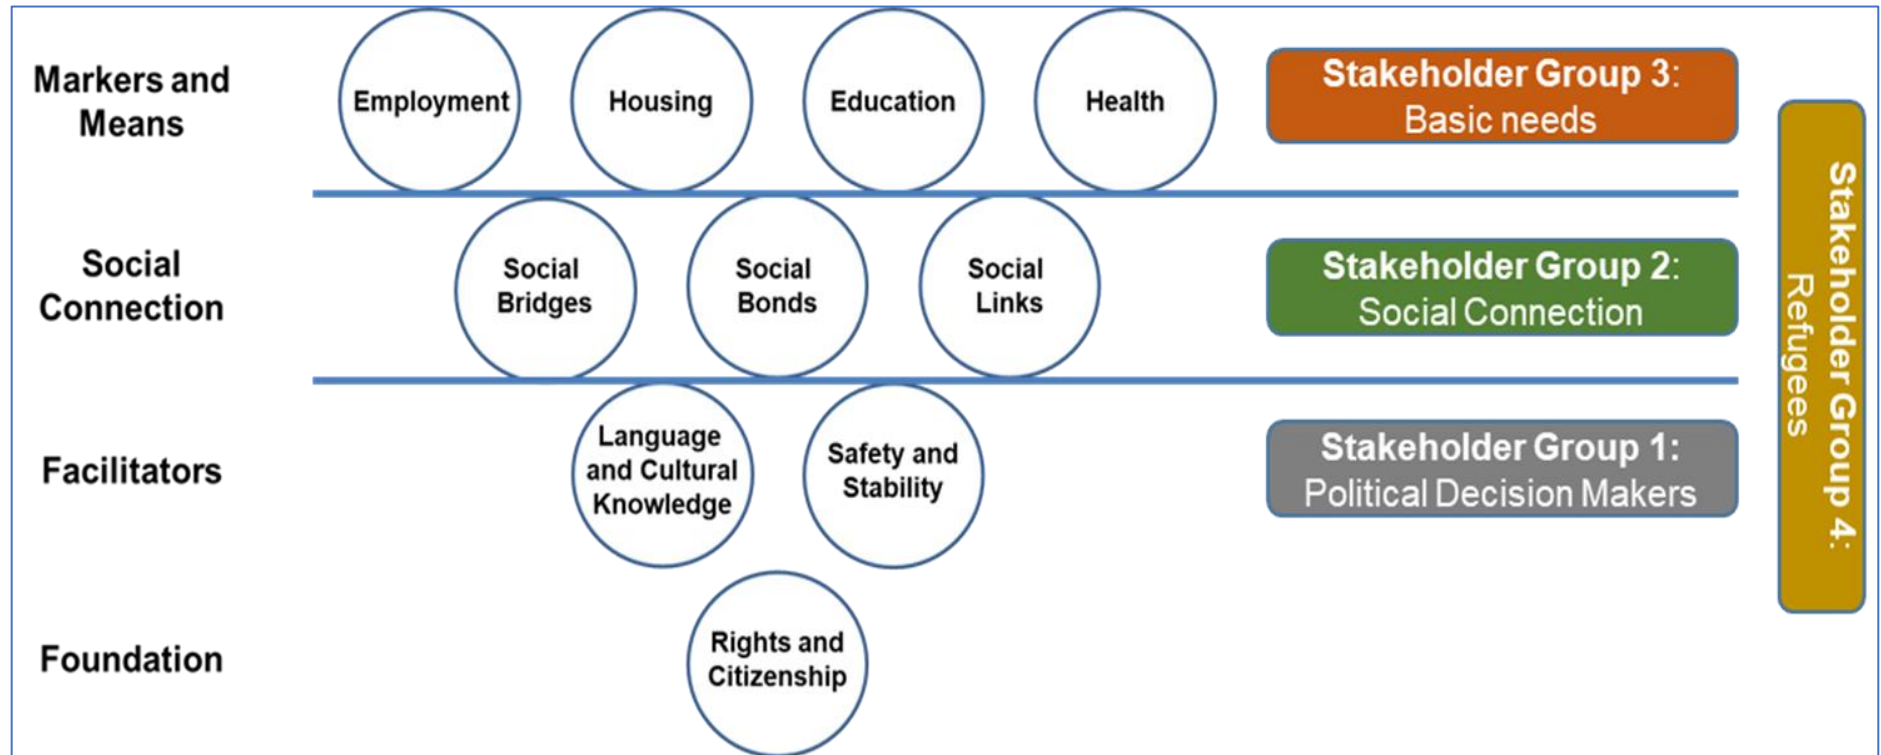 Markers and
Means
Employment
Housing
Education
Health
Stakeholder Group 3:
Basic needs
Social
Connection
Social
Bridges
Social
Bonds
Social
Links
Stakeholder Group 2:
Social Connection
Facilitators
Language
and Cultural
Knowledge
Safety and
Stability
Stakeholder Group 1:
Political Decision Makers
Foundation
Rights and
Citizenship
Stakeholder Group 4:
Refugees